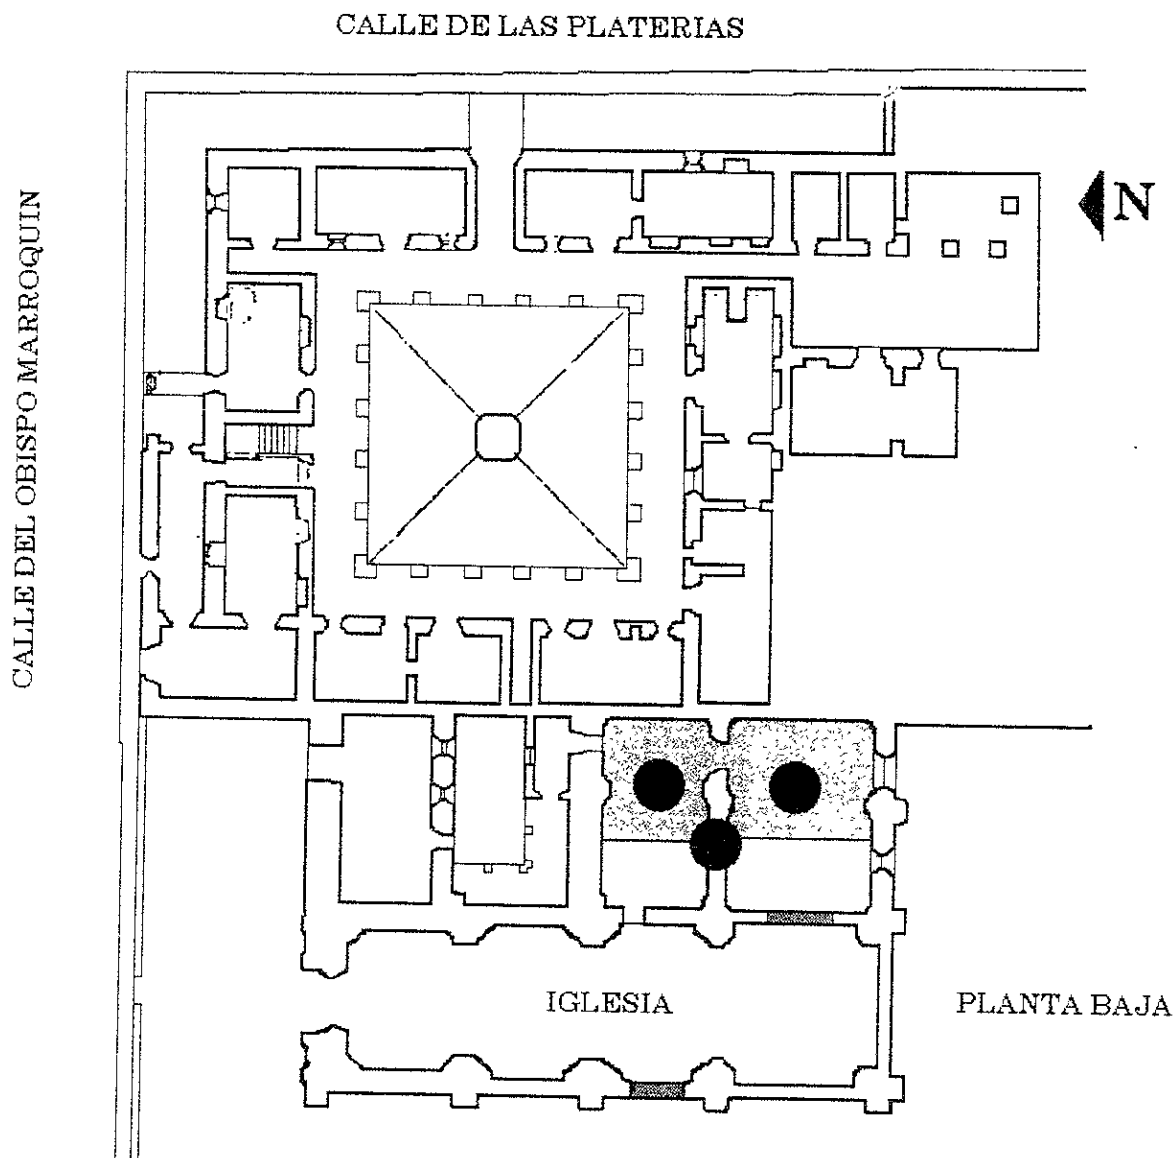 CALLE DE LAS PLATERIAS
CALLE DEL OBISPO MARROQUIN
N
IGLESIA
PLANTA BAJA